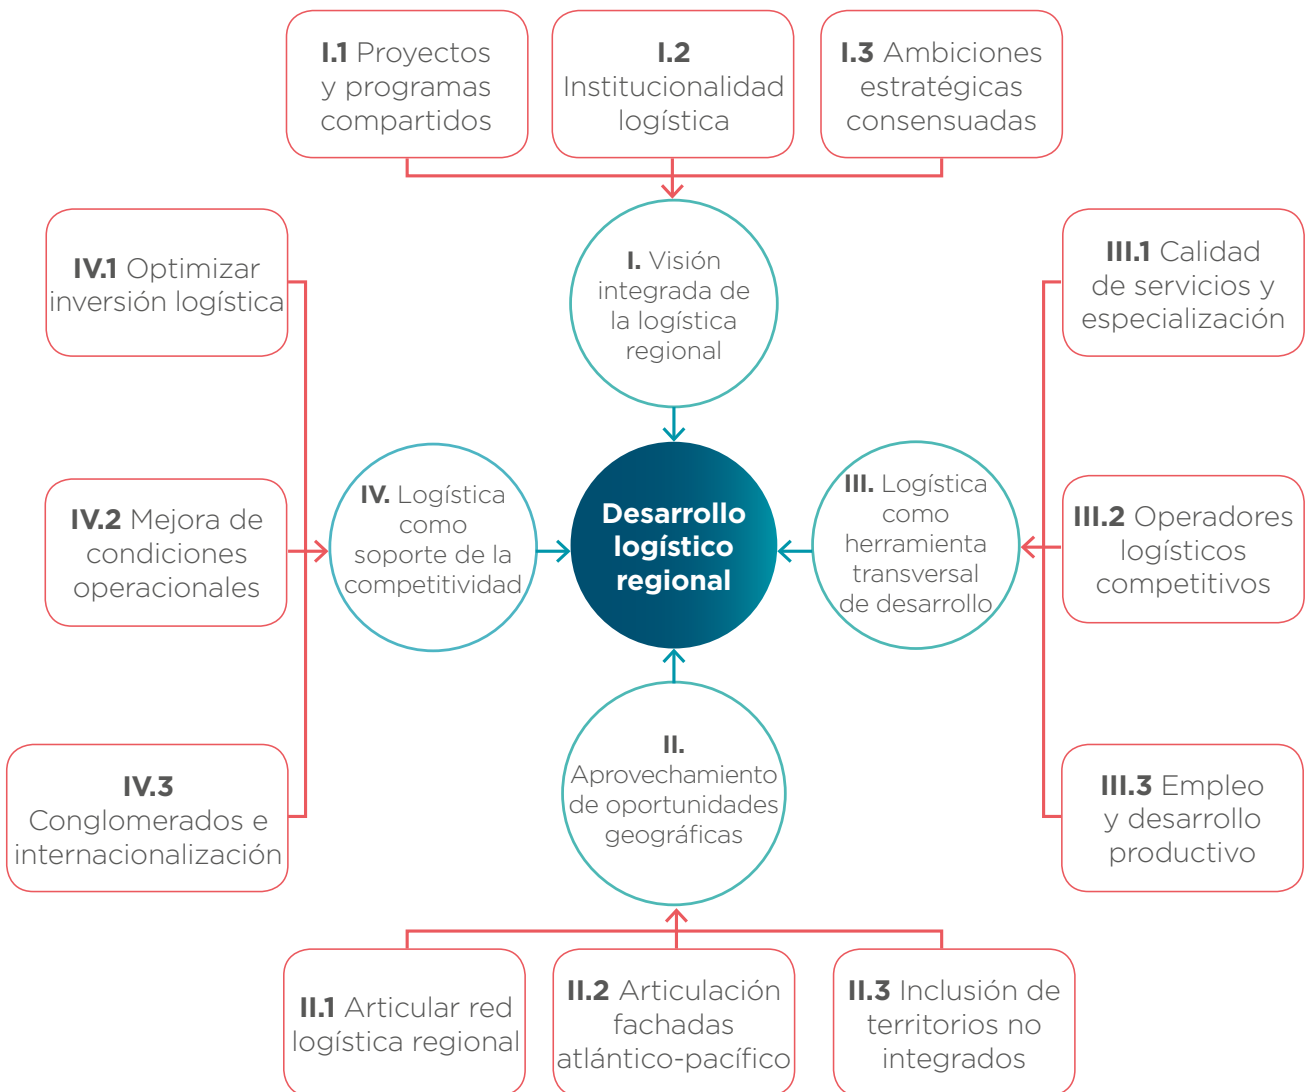 I.1 Proyectos
y programas
compartidos
I.2
Institucionalidad
logística
I.3 Ambiciones
estratégicas
consensuadas
I. Visión
integrada de
la logística
regional
IV.1 Optimizar
inversión logística
IV.2 Mejora de
condiciones
operacionales
IV.3
Conglomerados e
internacionalización
IV. Logística
como
soporte de la
competitividad
Desarrollo
logístico
regional
III. Logística
como
herramienta
transversal
de desarrollo
III.1 Calidad
de servicios y
especialización
III.2 Operadores
logísticos
competitivos
III.3 Empleo
y desarrollo
productivo
II.
Aprovechamiento
de oportunidades
geográficas
II.1 Articular red
logística regional
II.2 Articulación
fachadas
atlántico-pacífico
II.3 Inclusión de
territorios no
integrados